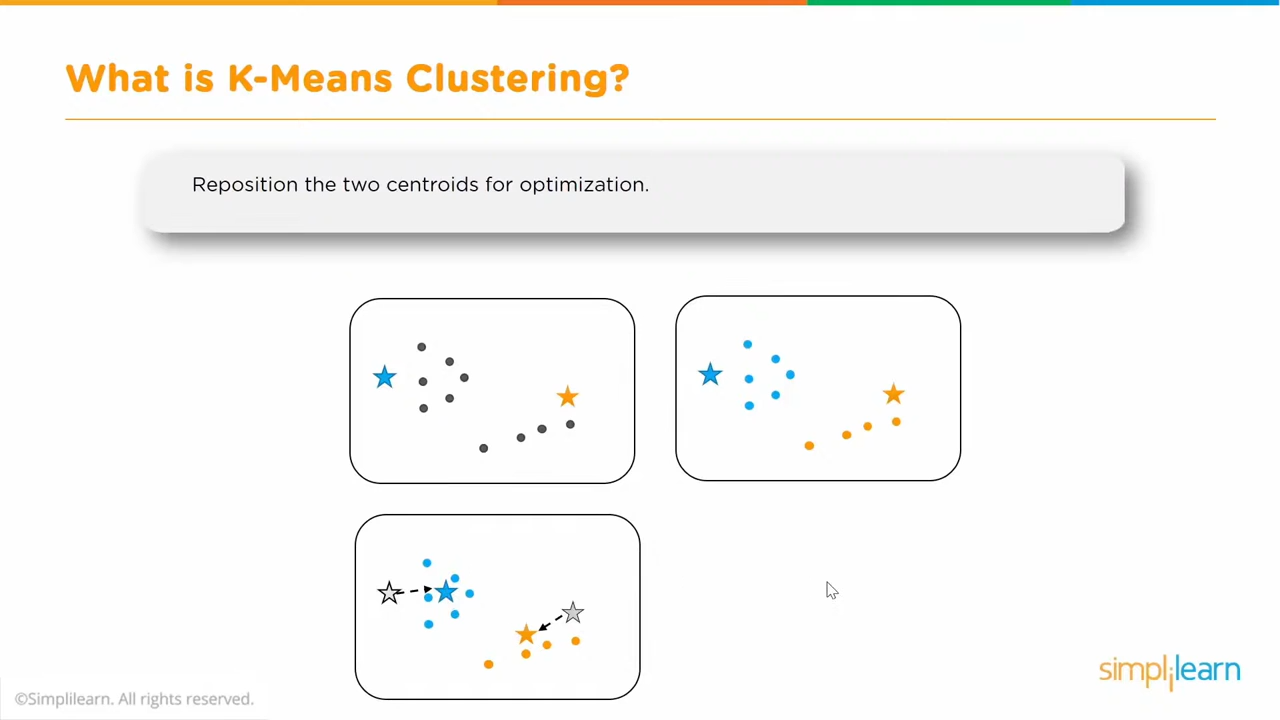 What is K-Means Clustering?
Reposition the two centroids for optimization.
simplilearn
©Simplilearn. All rights reserved.